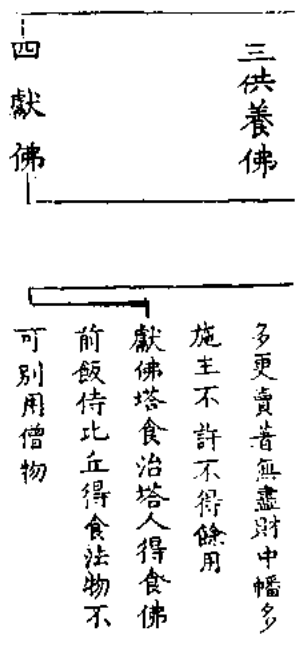 三供養佛
四獻佛
多更賣著無盡財中幡多
施主不許不得餘用
獻佛塔食治塔人得食佛
前飯侍比丘得食法物不
可別用僧物